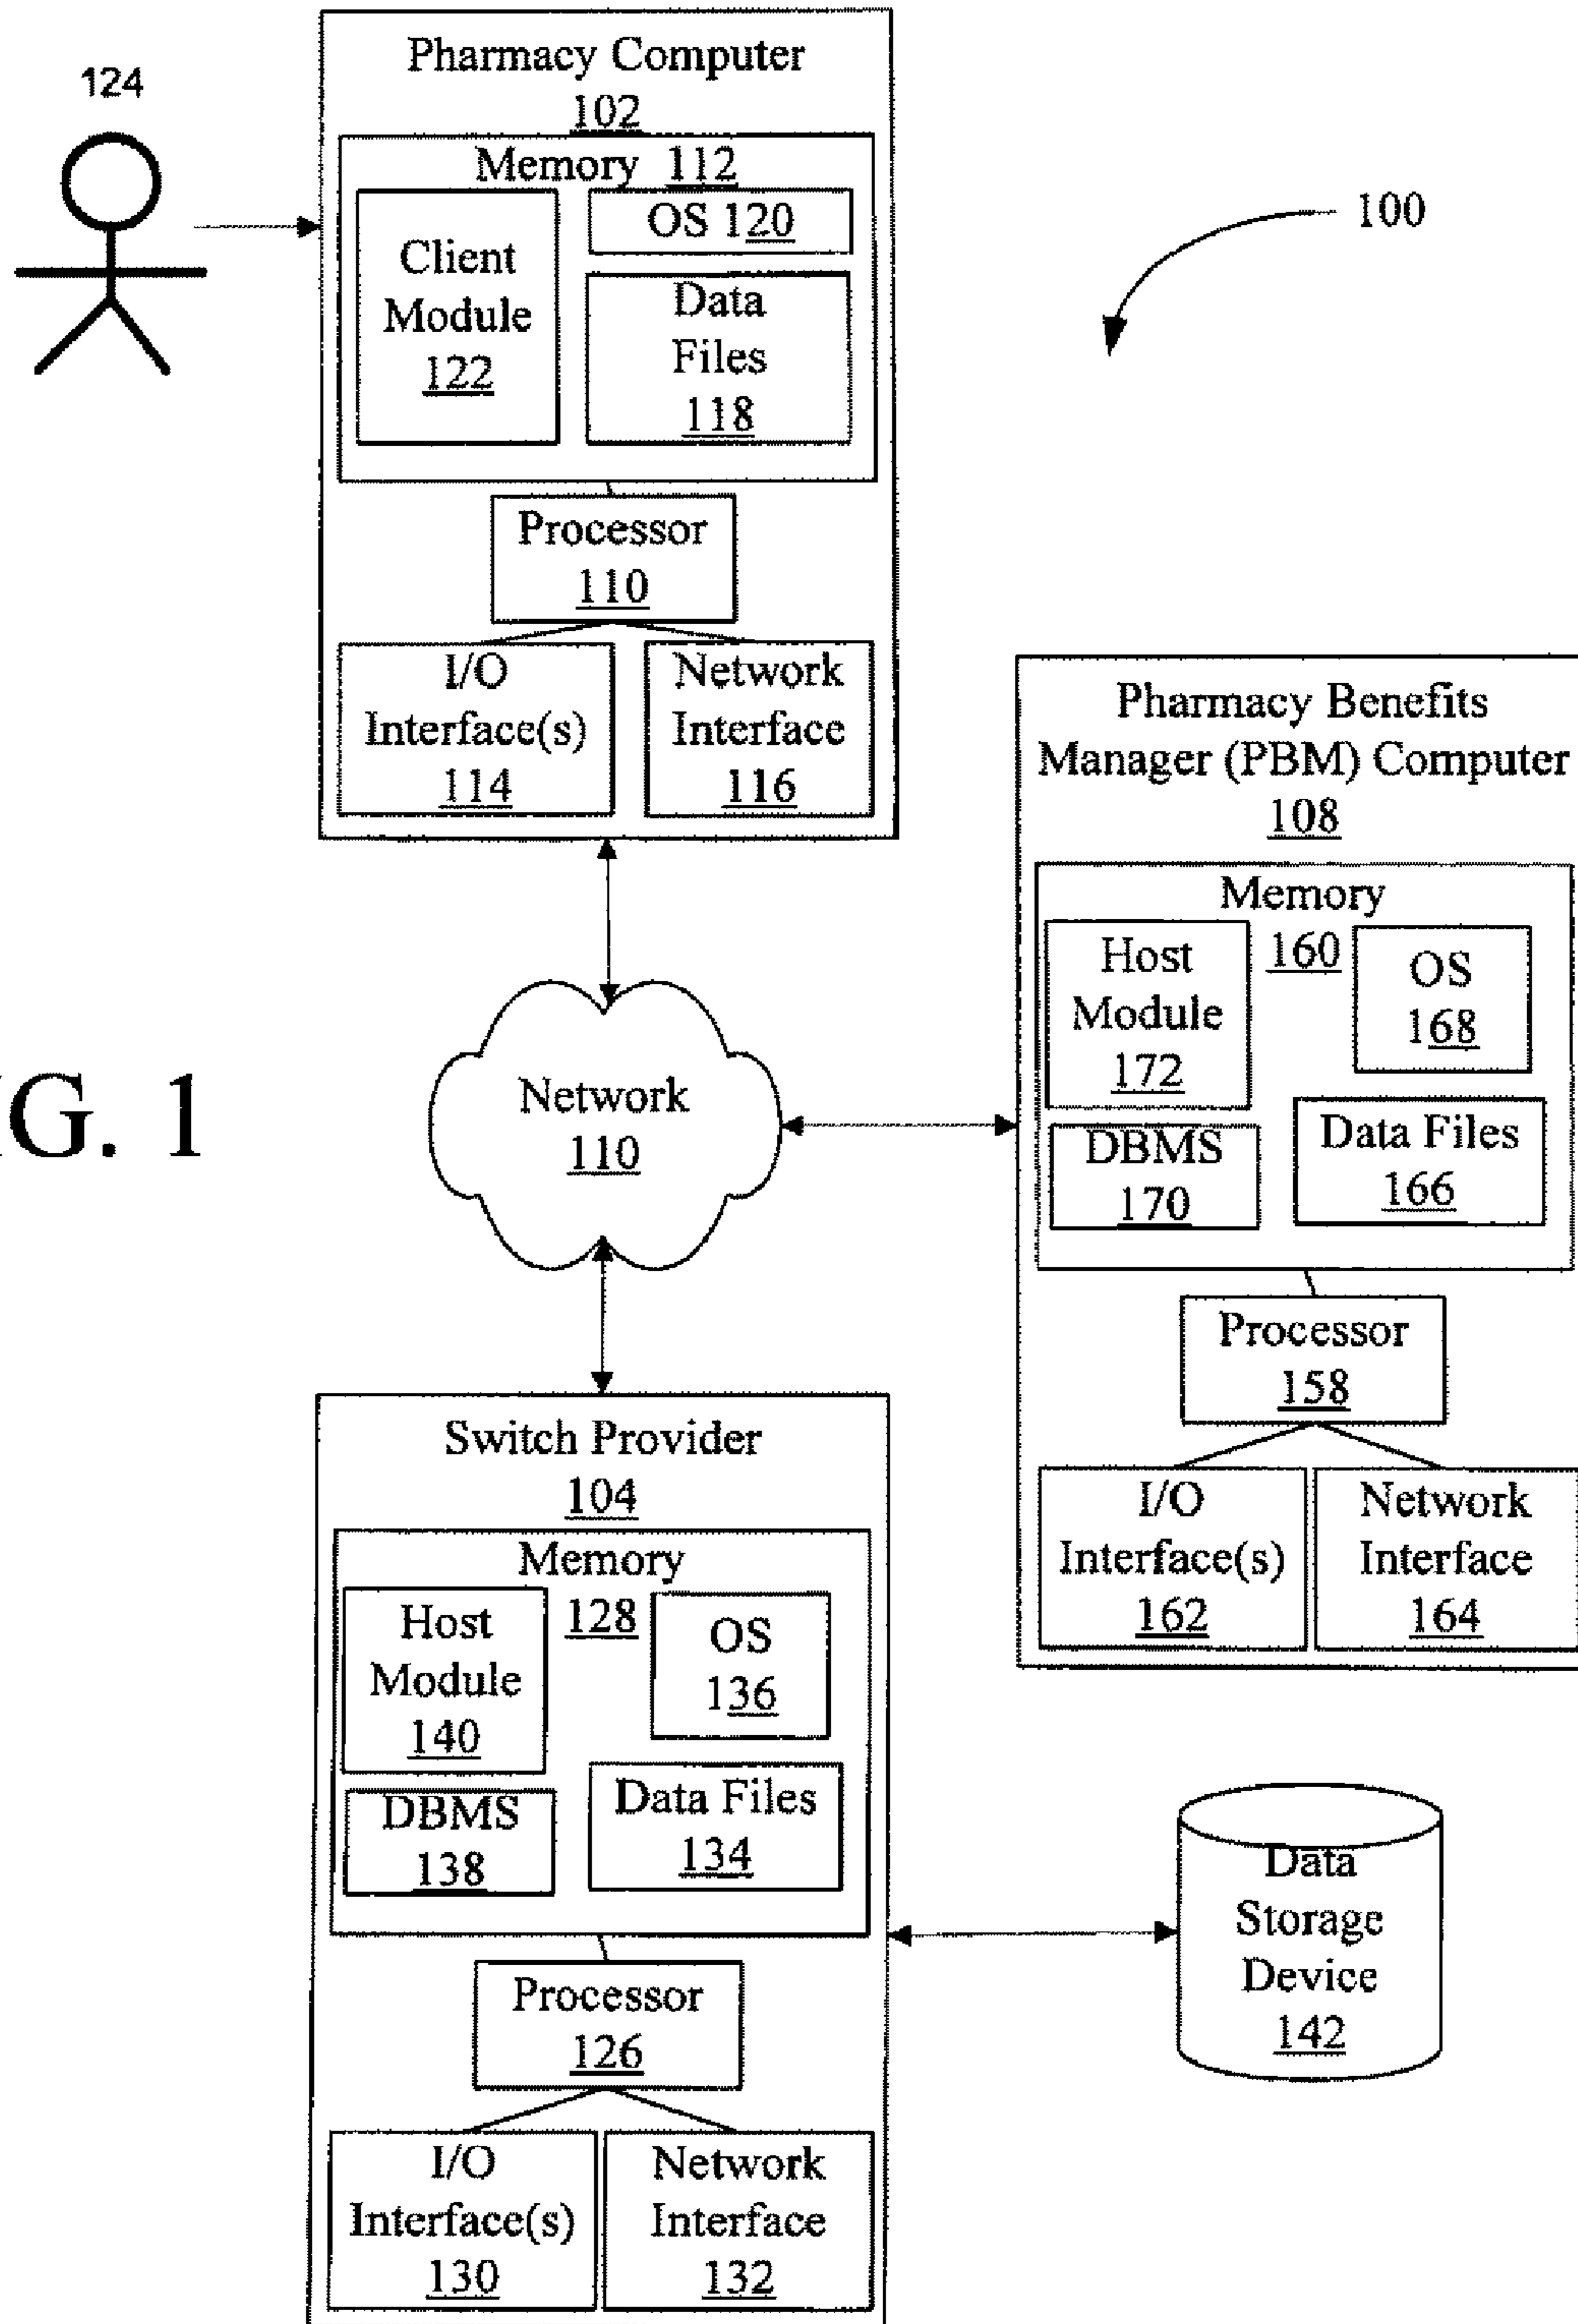 124
Pharmacy Computer
102
Memory 112
Client
Module
122
OS 120
Data
Files
118
Processor
110
I/O
Interface(s)
114
Network
Interface
116
100
Pharmacy Benefits
Manager (PBM) Computer
108
Memory
160
Host
Module
172
OS
168
DBMS
170
Data Files
166
Processor
158
I/O
Interface(s)
162
Network
Interface
164
Network
110
G. 1
Switch Provider
104
Memory
128
Host
Module
140
OS
136
DBMS
138
Data Files
134
Processor
126
I/O
Interface(s)
130
Network
Interface
132
Data
Storage
Device
142